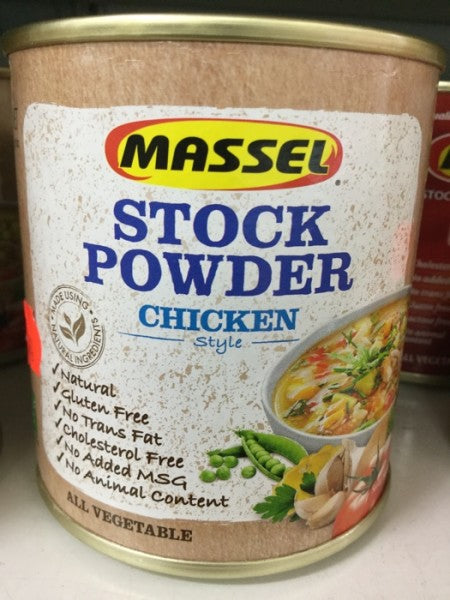 MASSEL
STOCK
POWDER
CHICKEN
Style
MADE USING
NATURAL INGREDIENTS
✓ Natural
✓ Gluten Free
✓ No Trans Fat
✓ Cholesterol Free
✓ No Added MSG
✓ No Animal Content
ALL VEGETABLE